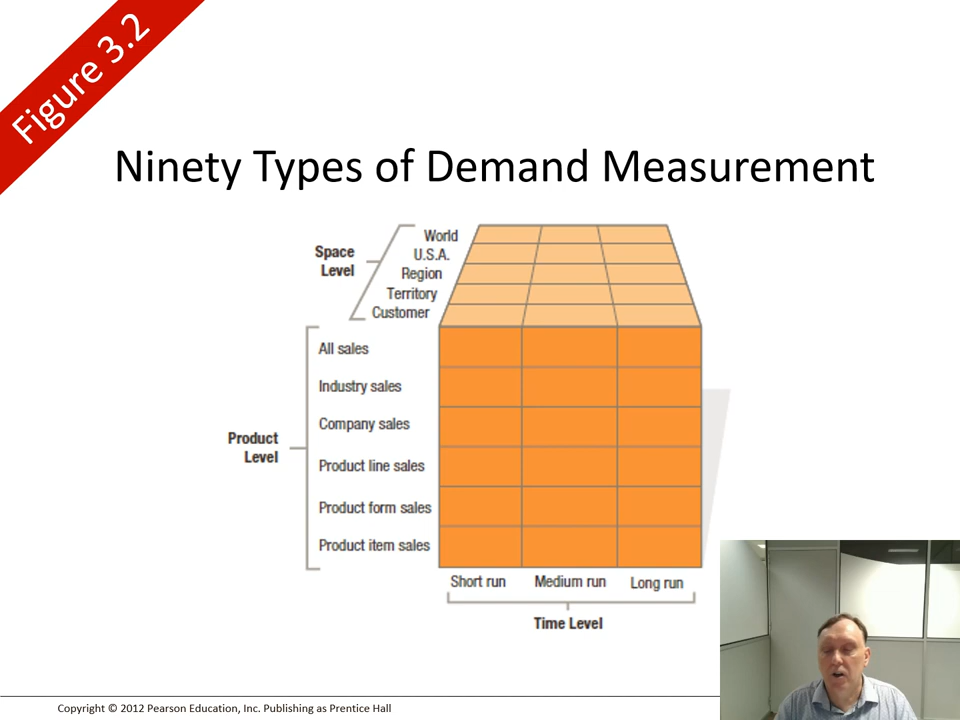 Figure 3.2
Ninety Types of Demand Measurement
Space
Level
World
U.S.A.
Region
Territory
Customer
Product
Level
All sales
Industry sales
Company sales
Product line sales
Product form sales
Product item sales
Short run
Medium run
Long run
Time Level
Copyright © 2012 Pearson Education, Inc. Publishing as Prentice Hall